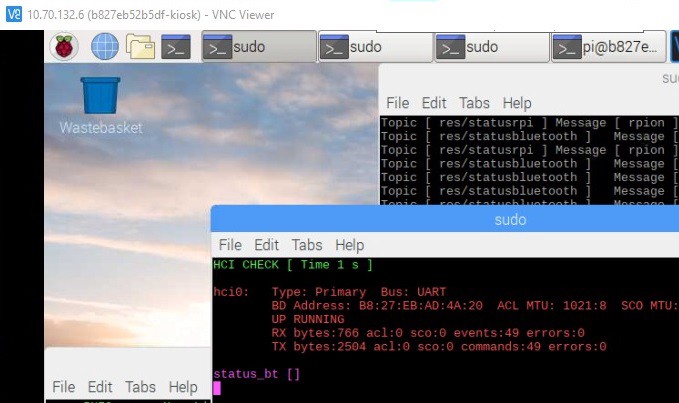 10.70.132.6 (b827eb52b5df-kiosk) - VNC Viewer
sudo sudo sudo pi@b827e...
Wastebasket
File Edit Tabs Help
Topic [ res/statusrpi ] Message [ rpion ]
Topic [ res/statusbluetooth ] Message [
Topic [ res/statusrpi ] Message [ rpion ]
Topic [ res/statusbluetooth ] Message [
Topic [ res/statusbluetooth ] Message [
Topic [ res/statusbluetooth ] Message [
Topic [ res/statusbluetooth ] Message [
sudo
File Edit Tabs Help
HCI CHECK [ Time 1 s ]
hci0: Type: Primary Bus: UART
BD Address: B8:27:EB:AD:4A:20 ACL MTU: 1021:8 SCO MTU:
UP RUNNING
RX bytes:766 acl:0 sco:0 events:49 errors:0
TX bytes:2504 acl:0 sco:0 commands:49 errors:0
status_bt []
File Edit Tabs Help